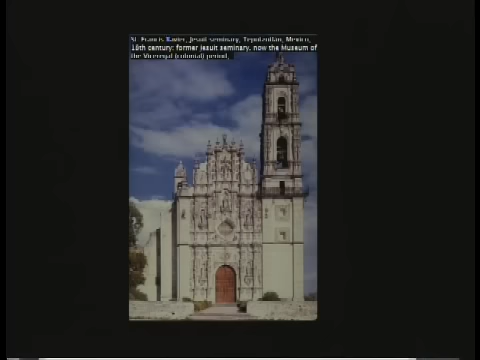 St. Francis Xavier, Jesuit seminary, Tepotzotlan, Mexico,
18th century: former Jesuit seminary, now the Museum of
the Viceregal (colonial) period,